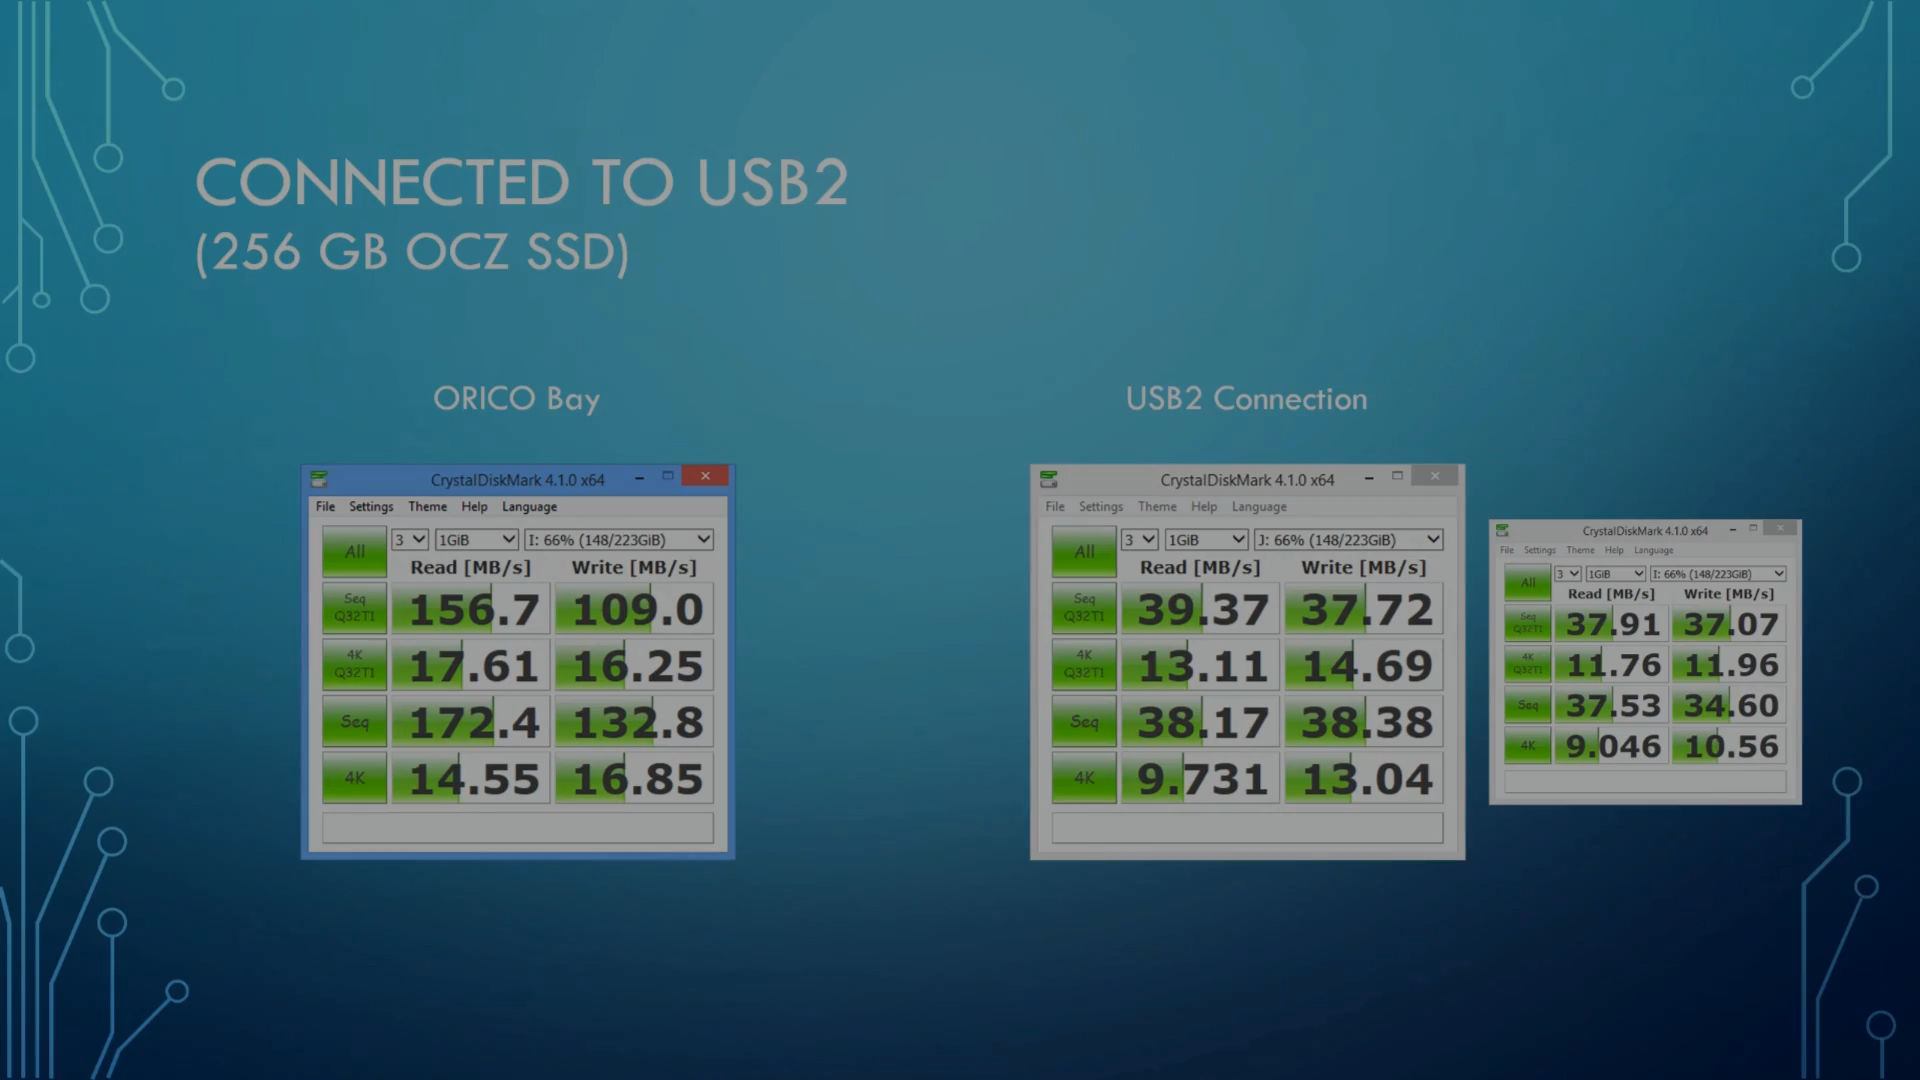 CONNECTED TO USB2
(256 GB OCZ SSD)
ORICO Bay
CrystalDiskMark 4.1.0 x64
File Settings Theme Help Language
All 3 1GiB I: 66% (148/223GiB)
Read [MB/s] Write [MB/s]
Seq Q32T1 156.7 109.0
4K Q32T1 17.61 16.25
Seq 172.4 132.8
4K 14.55 16.85
USB2 Connection
CrystalDiskMark 4.1.0 x64
File Settings Theme Help Language
All 3 1GiB J: 66% (148/223GiB)
Read [MB/s] Write [MB/s]
Seq Q32T1 39.37 37.72
4K Q32T1 13.11 14.69
Seq 38.17 38.38
4K 9.731 13.04
CrystalDiskMark 4.1.0 x64
File Settings Theme Help Language
All 3 1GiB I: 66% (148/223GiB)
Read [MB/s] Write [MB/s]
Seq Q32T1 37.91 37.07
4K Q32T1 11.76 11.96
Seq 37.53 34.60
4K 9.046 10.56